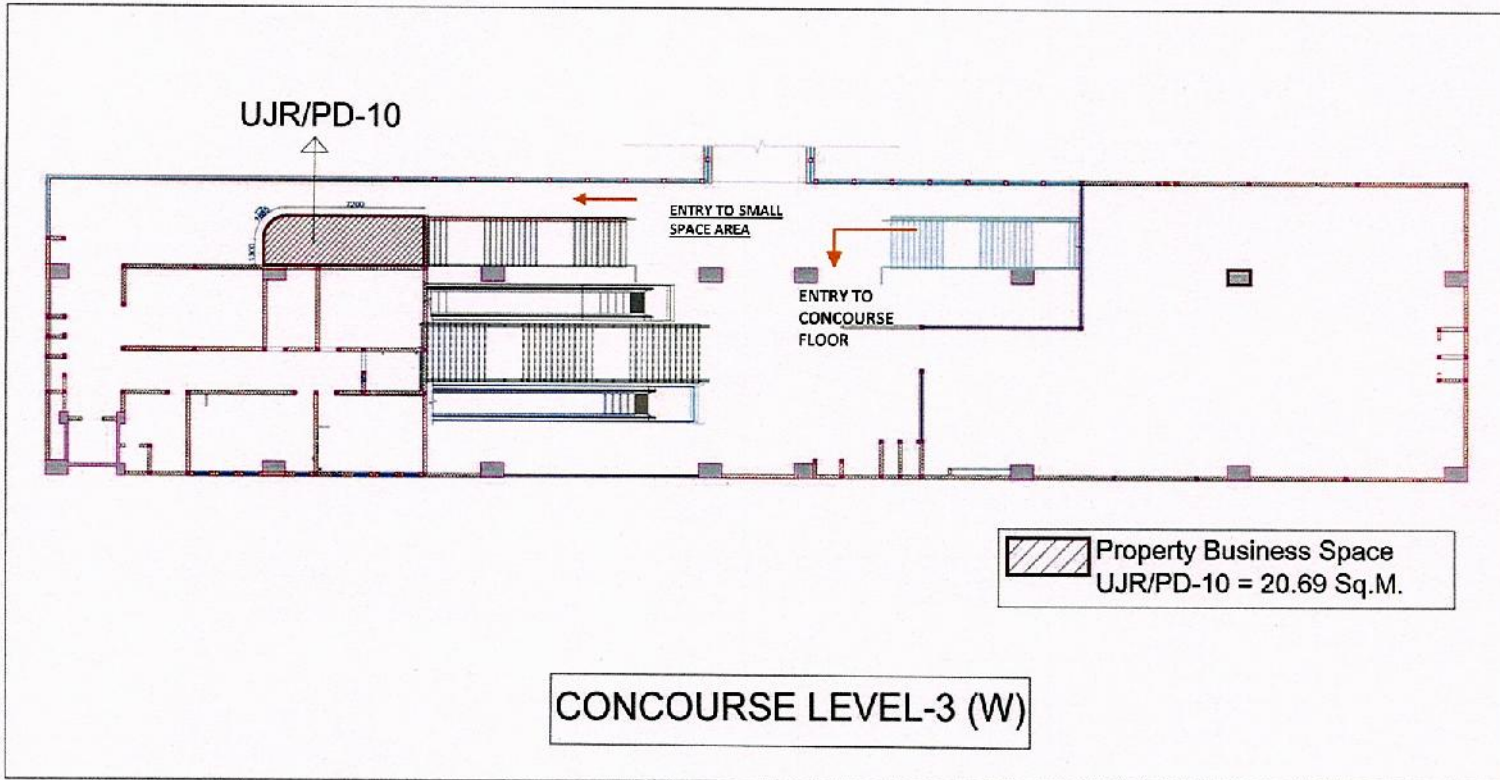 UJR/PD-10
7200
ENTRY TO SMALL
SPACE AREA
ENTRY TO
CONCOURSE
FLOOR
Property Business Space
UJR/PD-10 = 20.69 Sq.M.
CONCOURSE LEVEL-3 (W)